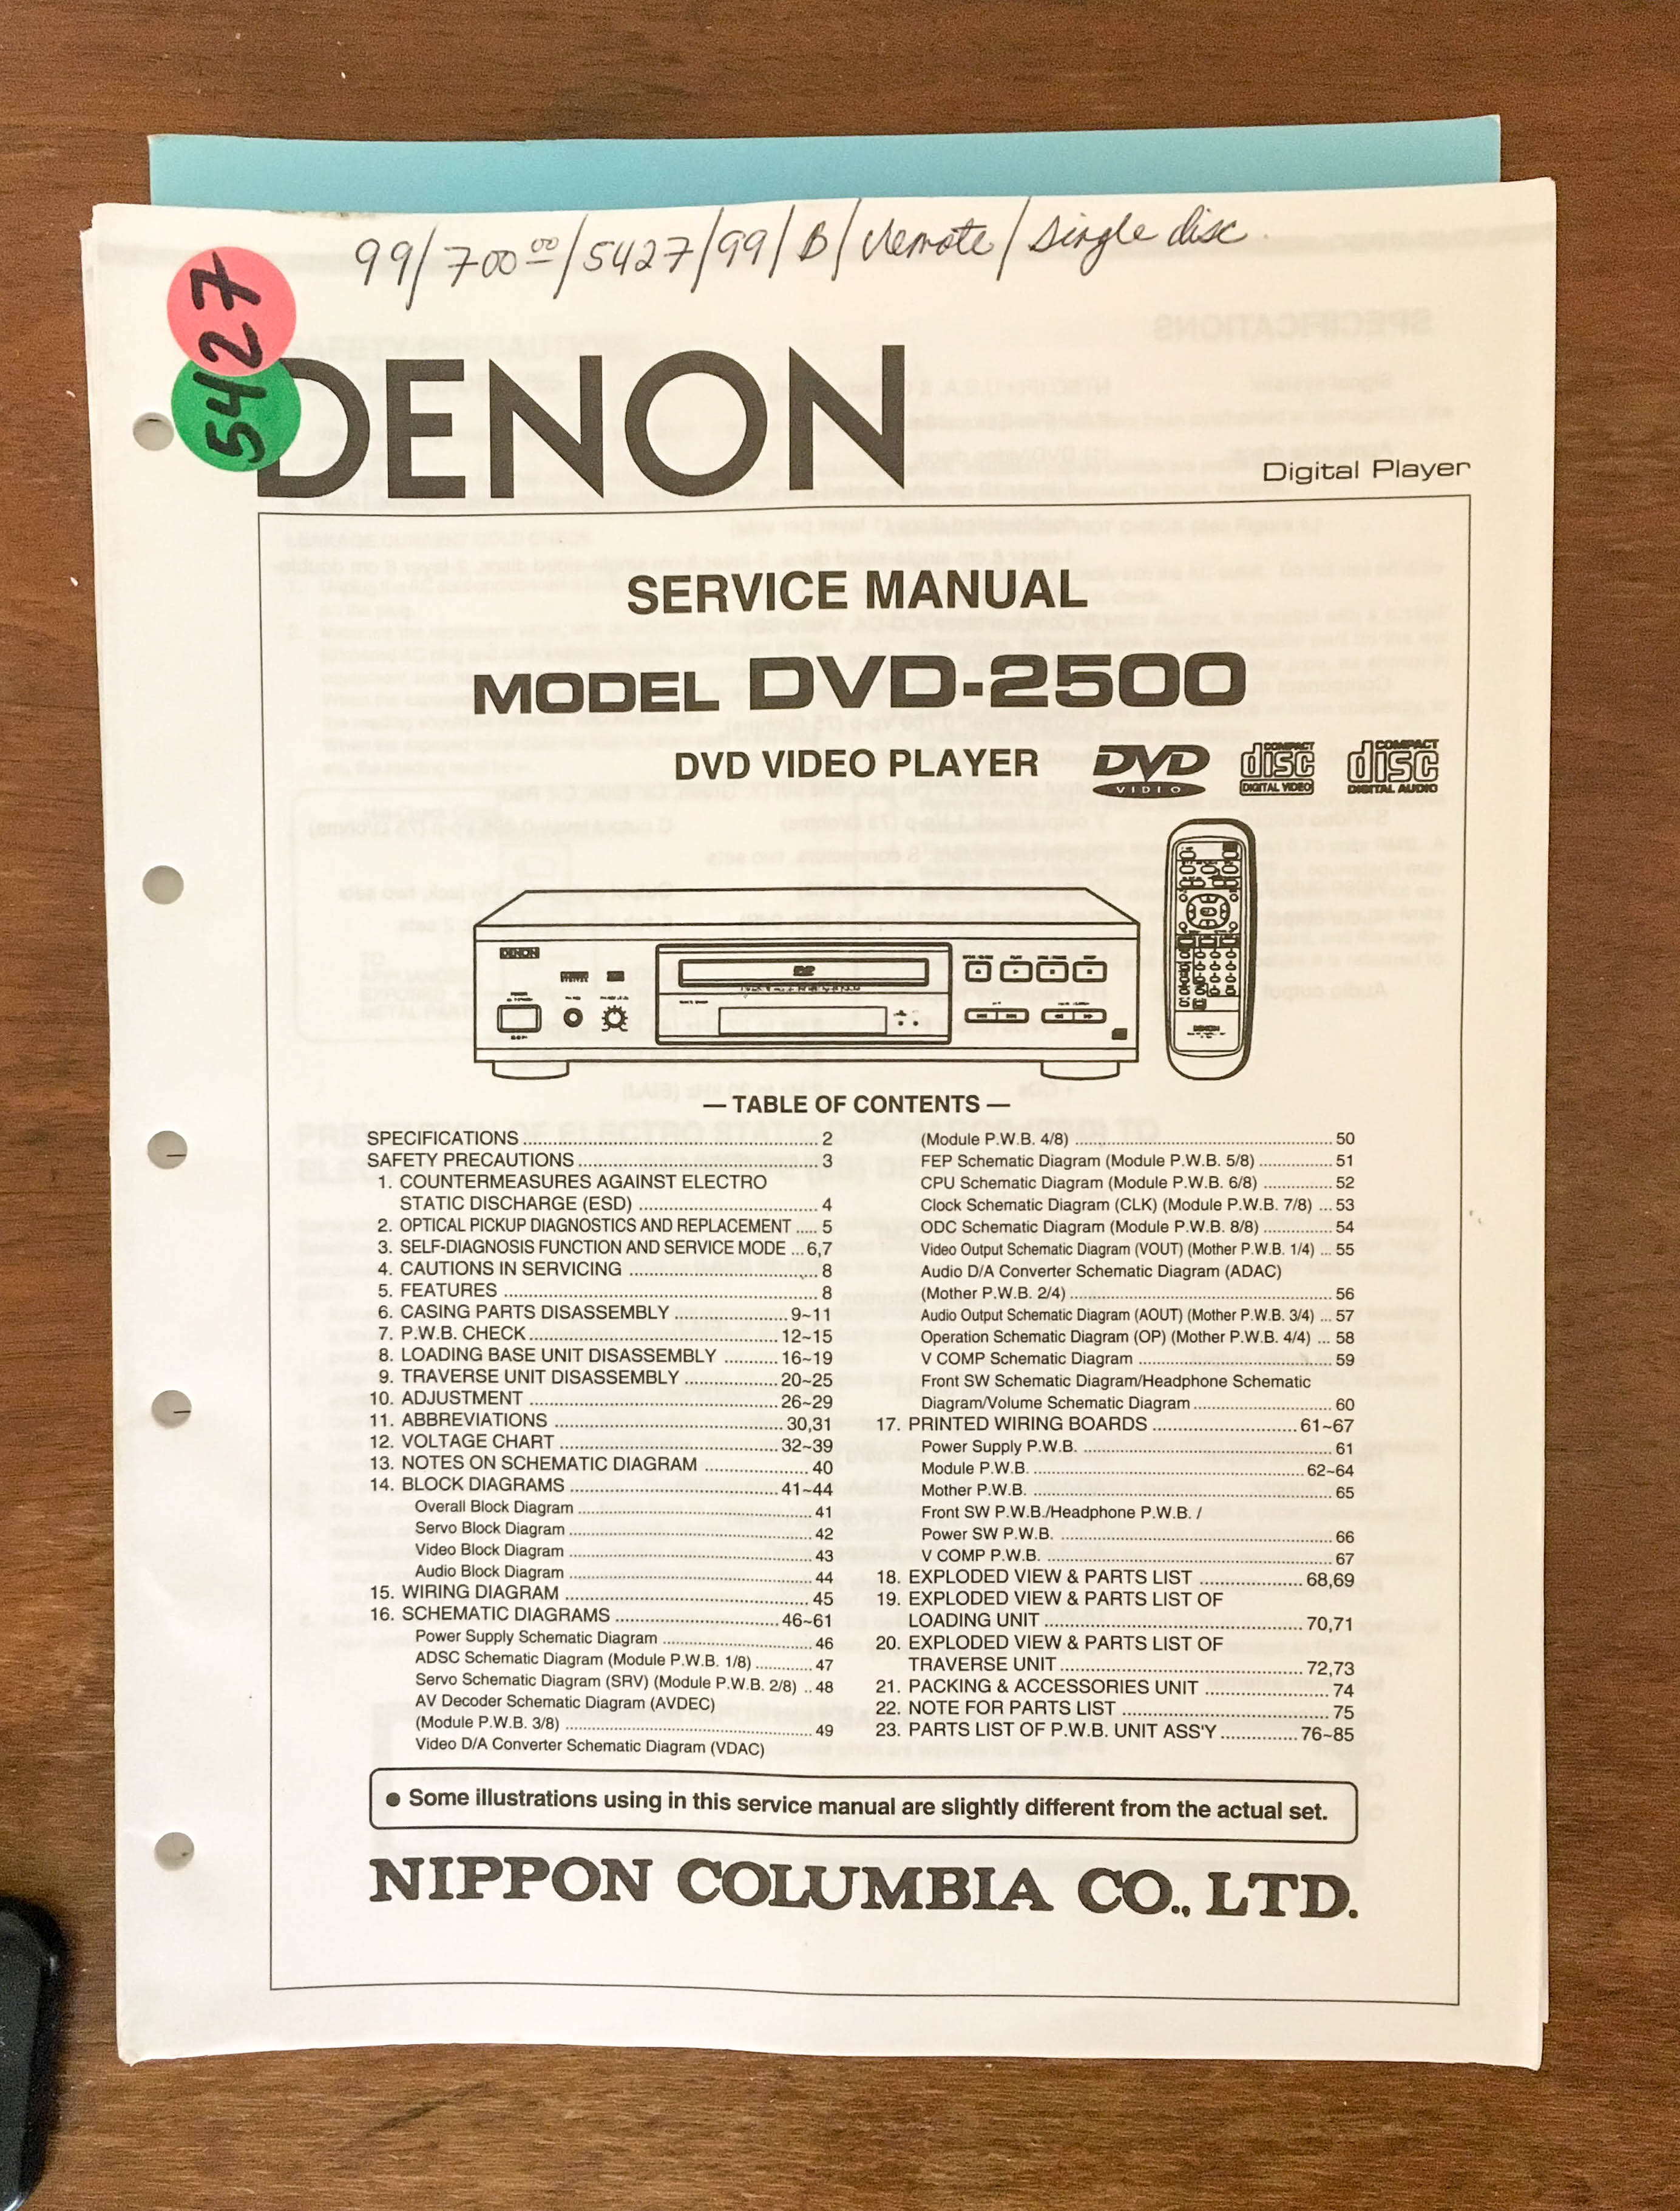 99/700 00/5427/99/B/Remote/Single disc.
5427
DENON
Digital Player
SERVICE MANUAL
MODEL DVD-2500
DVD VIDEO PLAYER
DVD VIDEO
COMPACT disc DIGITAL VIDEO
COMPACT disc DIGITAL AUDIO
DENON
— TABLE OF CONTENTS —
SPECIFICATIONS ........ 2
SAFETY PRECAUTIONS ........ 3
1. COUNTERMEASURES AGAINST ELECTRO
STATIC DISCHARGE (ESD) ........ 4
2. OPTICAL PICKUP DIAGNOSTICS AND REPLACEMENT .... 5
3. SELF-DIAGNOSIS FUNCTION AND SERVICE MODE ... 6,7
4. CAUTIONS IN SERVICING ........ 8
5. FEATURES ........ 8
6. CASING PARTS DISASSEMBLY ........ 9~11
7. P.W.B. CHECK ........ 12~15
8. LOADING BASE UNIT DISASSEMBLY ........ 16~19
9. TRAVERSE UNIT DISASSEMBLY ........ 20~25
10. ADJUSTMENT ........ 26~29
11. ABBREVIATIONS ........ 30,31
12. VOLTAGE CHART ........ 32~39
13. NOTES ON SCHEMATIC DIAGRAM ........ 40
14. BLOCK DIAGRAMS ........ 41~44
Overall Block Diagram ........ 41
Servo Block Diagram ........ 42
Video Block Diagram ........ 43
Audio Block Diagram ........ 44
15. WIRING DIAGRAM ........ 45
16. SCHEMATIC DIAGRAMS ........ 46~61
Power Supply Schematic Diagram ........ 46
ADSC Schematic Diagram (Module P.W.B. 1/8) ........ 47
Servo Schematic Diagram (SRV) (Module P.W.B. 2/8) .. 48
AV Decoder Schematic Diagram (AVDEC)
(Module P.W.B. 3/8) ........ 49
Video D/A Converter Schematic Diagram (VDAC)
(Module P.W.B. 4/8) ........ 50
FEP Schematic Diagram (Module P.W.B. 5/8) ........ 51
CPU Schematic Diagram (Module P.W.B. 6/8) ........ 52
Clock Schematic Diagram (CLK) (Module P.W.B. 7/8) ... 53
ODC Schematic Diagram (Module P.W.B. 8/8) ........ 54
Video Output Schematic Diagram (VOUT) (Mother P.W.B. 1/4) ... 55
Audio D/A Converter Schematic Diagram (ADAC)
(Mother P.W.B. 2/4) ........ 56
Audio Output Schematic Diagram (AOUT) (Mother P.W.B. 3/4) ... 57
Operation Schematic Diagram (OP) (Mother P.W.B. 4/4) ... 58
V COMP Schematic Diagram ........ 59
Front SW Schematic Diagram/Headphone Schematic
Diagram/Volume Schematic Diagram ........ 60
17. PRINTED WIRING BOARDS ........ 61~67
Power Supply P.W.B. ........ 61
Module P.W.B. ........ 62~64
Mother P.W.B. ........ 65
Front SW P.W.B./Headphone P.W.B. /
Power SW P.W.B. ........ 66
V COMP P.W.B. ........ 67
18. EXPLODED VIEW & PARTS LIST ........ 68,69
19. EXPLODED VIEW & PARTS LIST OF
LOADING UNIT ........ 70,71
20. EXPLODED VIEW & PARTS LIST OF
TRAVERSE UNIT ........ 72,73
21. PACKING & ACCESSORIES UNIT ........ 74
22. NOTE FOR PARTS LIST ........ 75
23. PARTS LIST OF P.W.B. UNIT ASS'Y ........ 76~85
● Some illustrations using in this service manual are slightly different from the actual set.
NIPPON COLUMBIA CO., LTD.